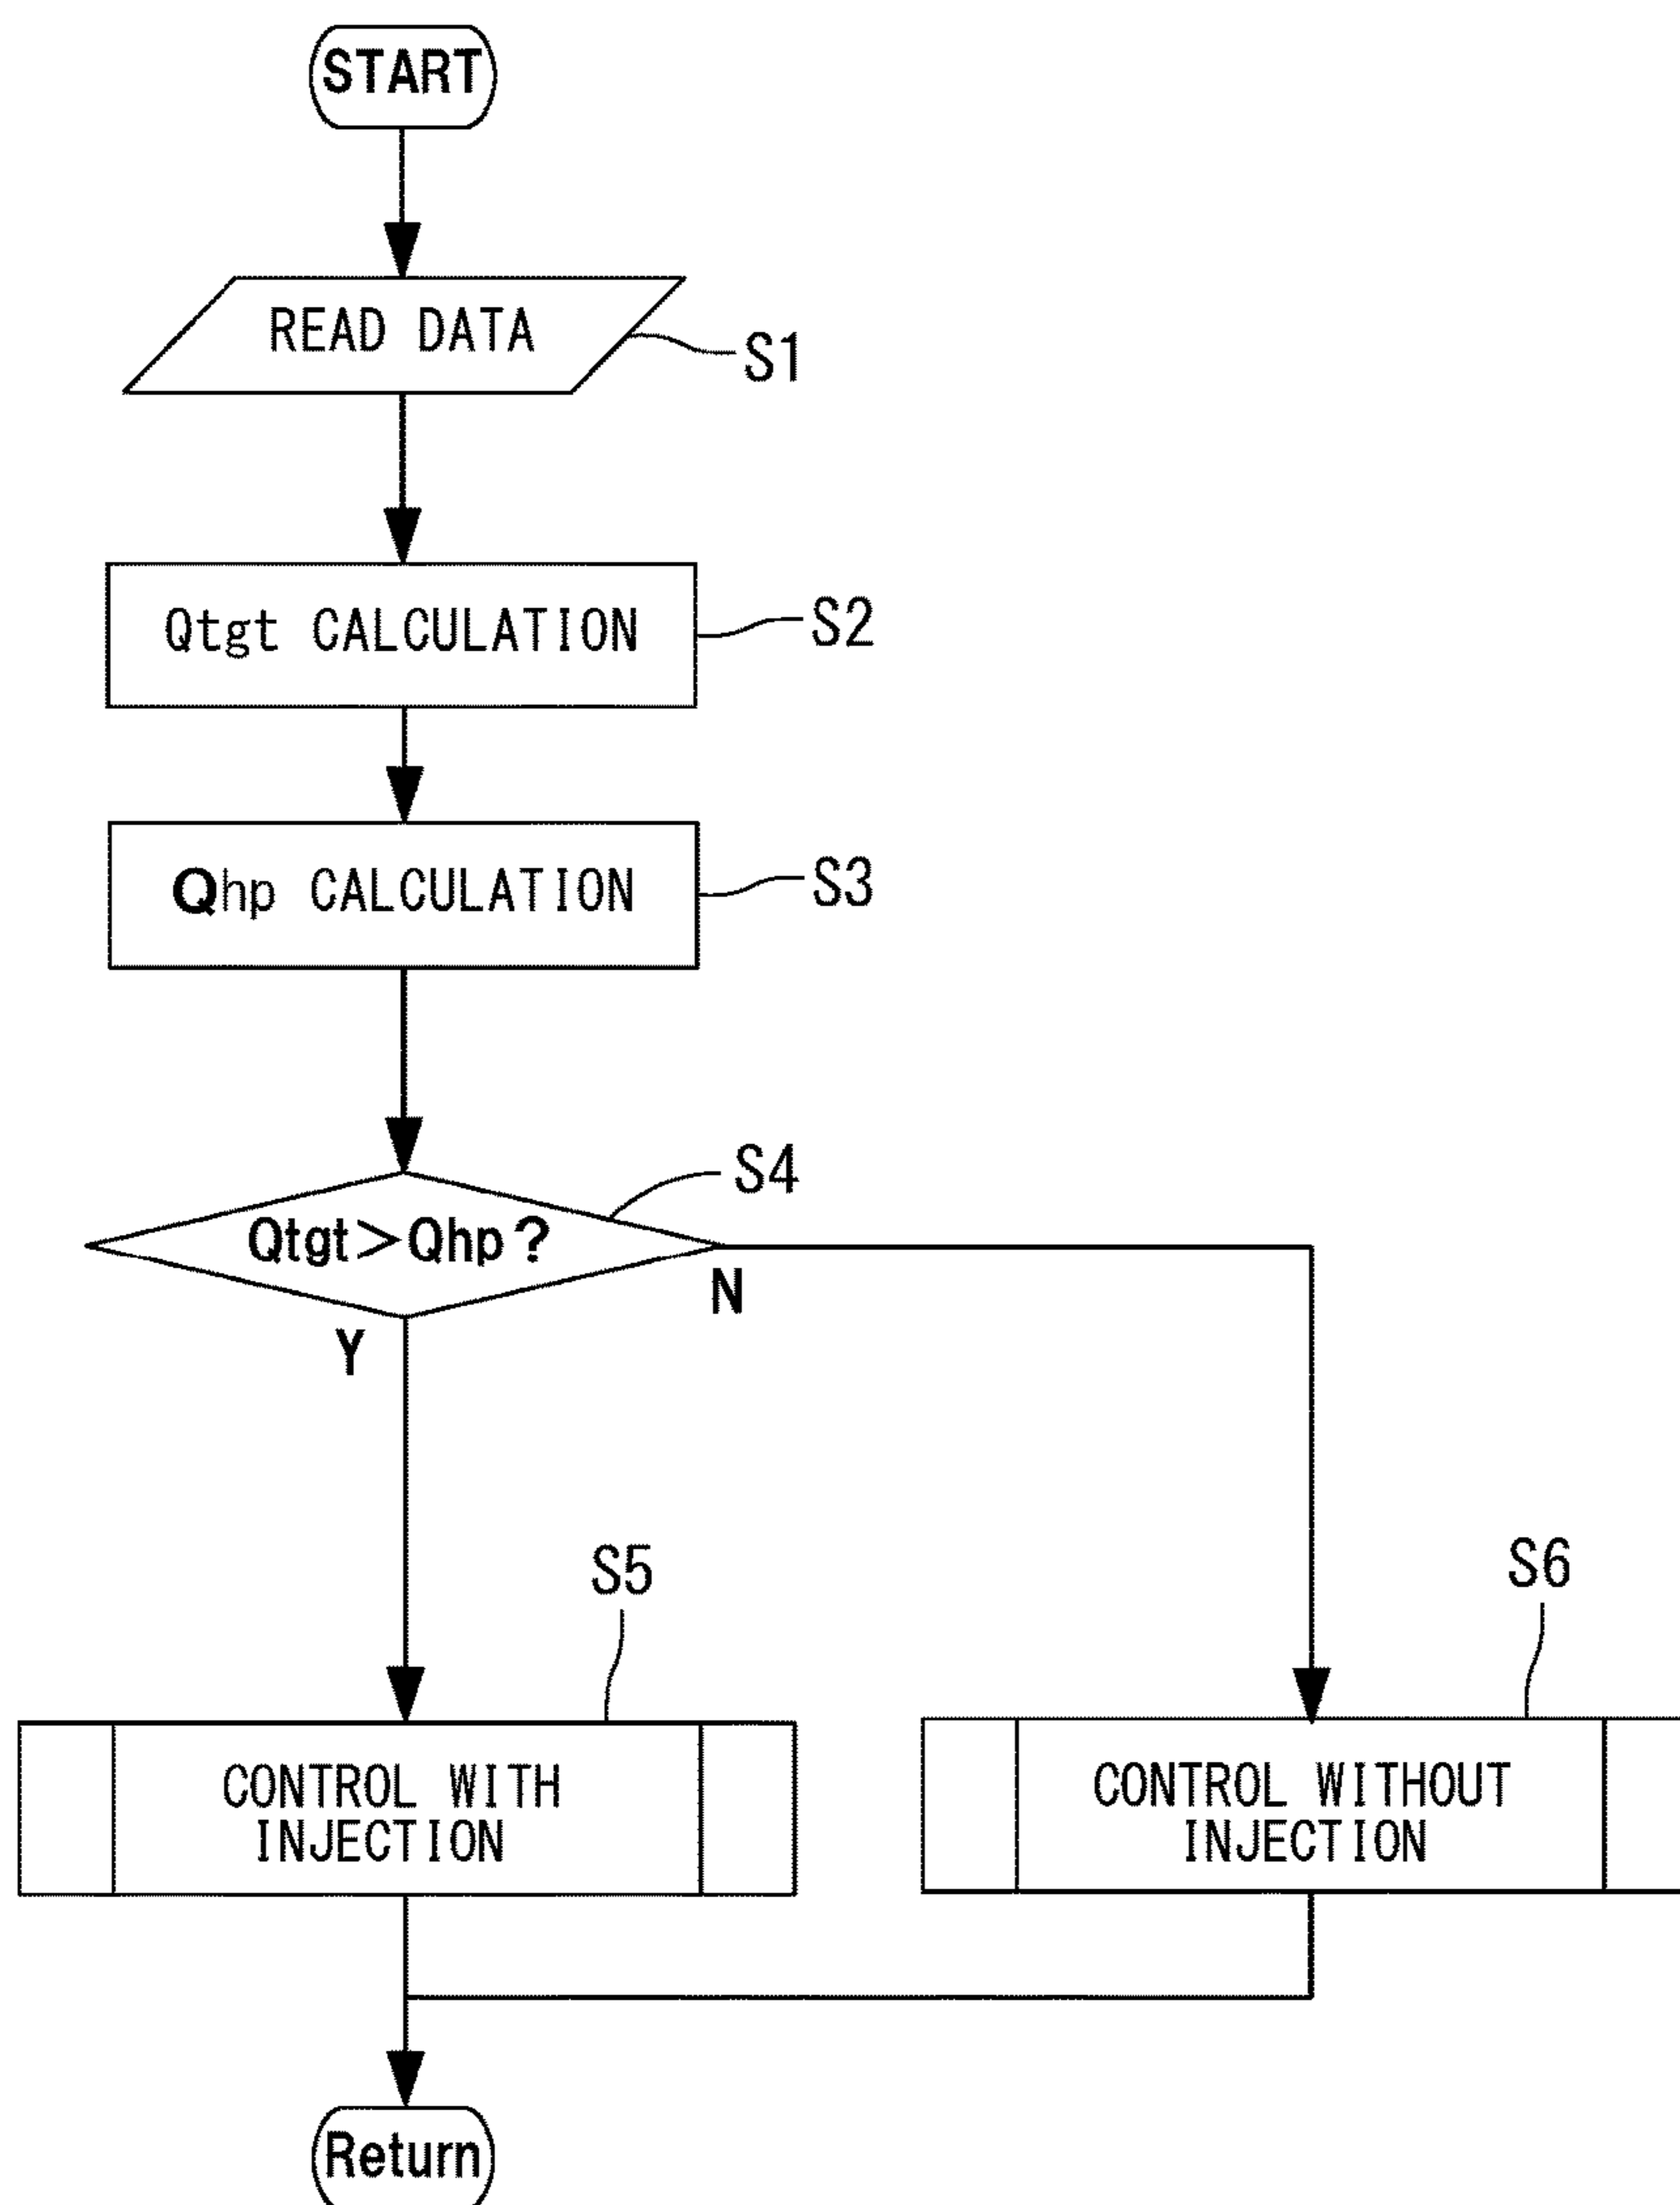 START
READ DATA
S1
Qtgt CALCULATION
S2
Qhp CALCULATION
S3
S4
Qtgt>Qhp?
N
Y
S5
S6
CONTROL WITH
INJECTION
CONTROL WITHOUT
INJECTION
Return